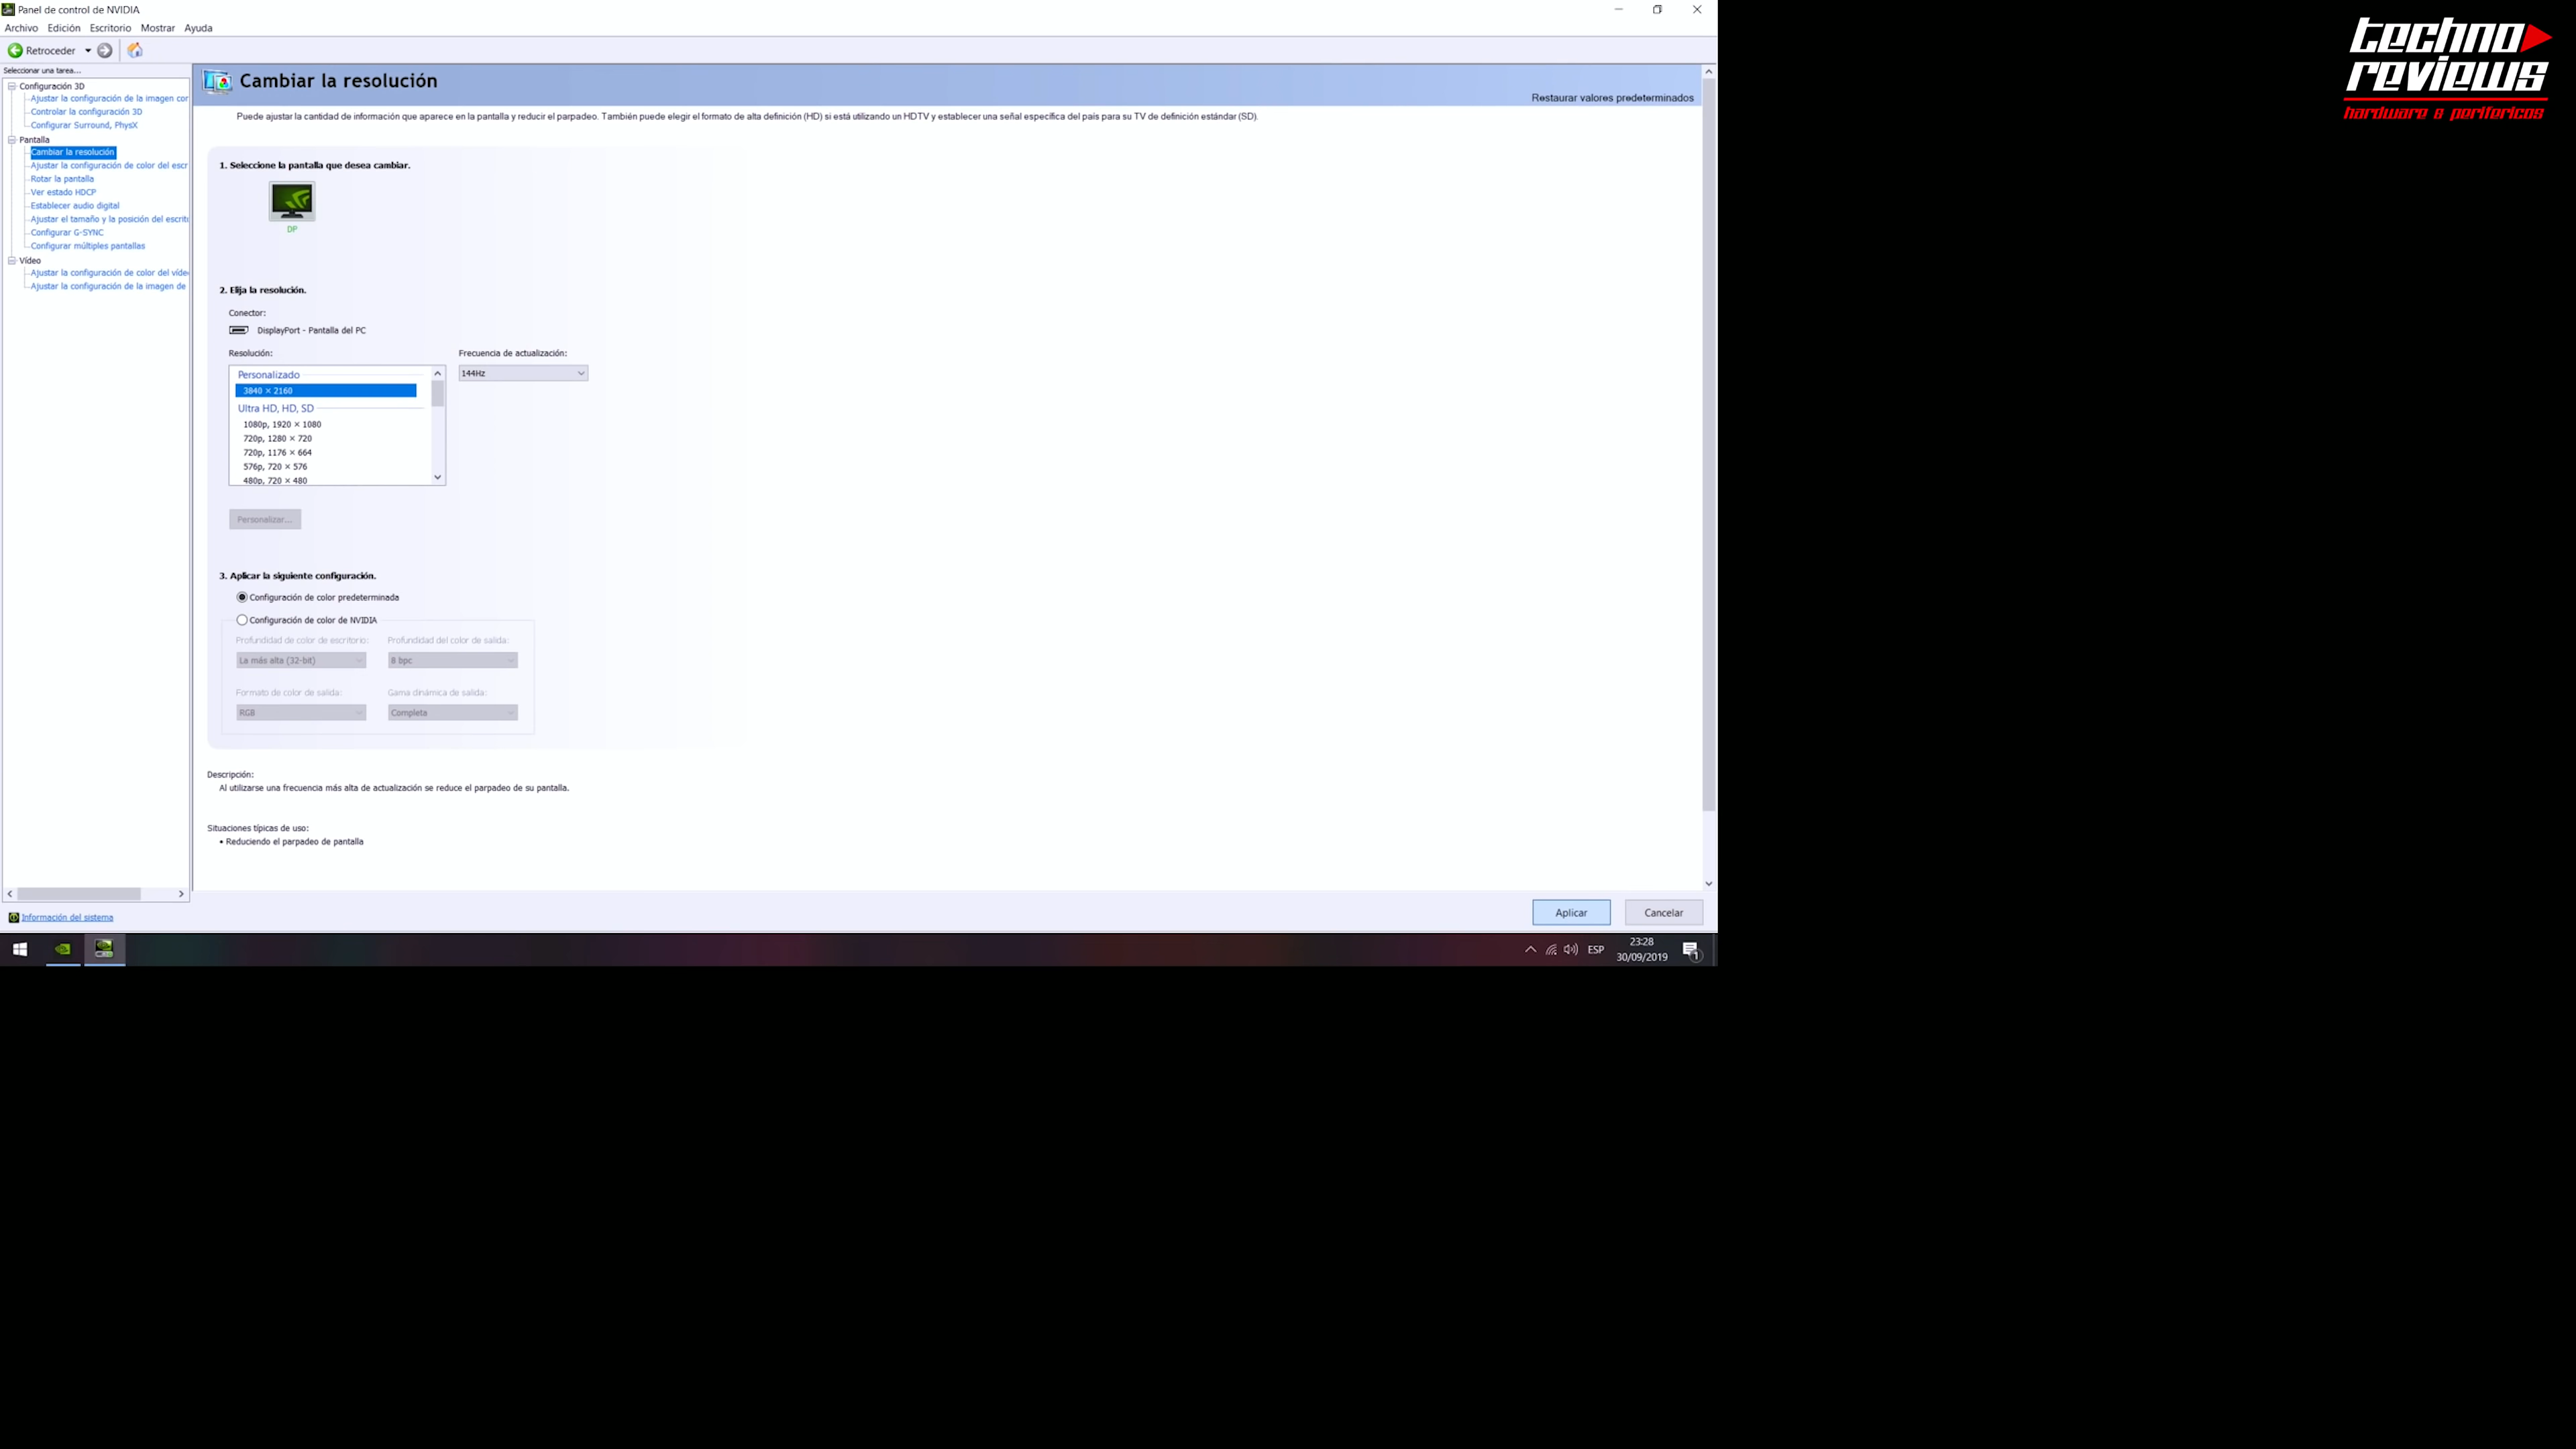 Panel de control de NVIDIA
Archivo Edición Escritorio Mostrar Ayuda
Retroceder
Seleccionar una tarea...
Configuración 3D
Ajustar la configuración de la imagen cor
Controlar la configuración 3D
Configurar Surround, PhysX
Pantalla
Cambiar la resolución
Ajustar la configuración de color del escr
Rotar la pantalla
Ver estado HDCP
Establecer audio digital
Ajustar el tamaño y la posición del escrit
Configurar G-SYNC
Configurar múltiples pantallas
Vídeo
Ajustar la configuración de color del víde
Ajustar la configuración de la imagen de
Información del sistema
Cambiar la resolución
Restaurar valores predeterminados
Puede ajustar la cantidad de información que aparece en la pantalla y reducir el parpadeo. También puede elegir el formato de alta definición (HD) si está utilizando un HDTV y establecer una señal específica del país para su TV de definición estándar (SD).
1. Seleccione la pantalla que desea cambiar.
DP
2. Elija la resolución.
Conector:
DisplayPort - Pantalla del PC
Resolución:
Personalizado
3840 × 2160
Ultra HD, HD, SD
1080p, 1920 × 1080
720p, 1280 × 720
720p, 1176 × 664
576p, 720 × 576
480p, 720 × 480
Frecuencia de actualización:
144Hz
Personalizar...
3. Aplicar la siguiente configuración.
Configuración de color predeterminada
Configuración de color de NVIDIA
Profundidad de color de escritorio: Profundidad del color de salida:
La más alta (32-bit) 8 bpc
Formato de color de salida: Gama dinámica de salida:
RGB Completa
Descripción:
Al utilizarse una frecuencia más alta de actualización se reduce el parpadeo de su pantalla.
Situaciones típicas de uso:
• Reduciendo el parpadeo de pantalla
Aplicar Cancelar
ESP
23:28
30/09/2019
1
techno
reviews
hardware e perifericos